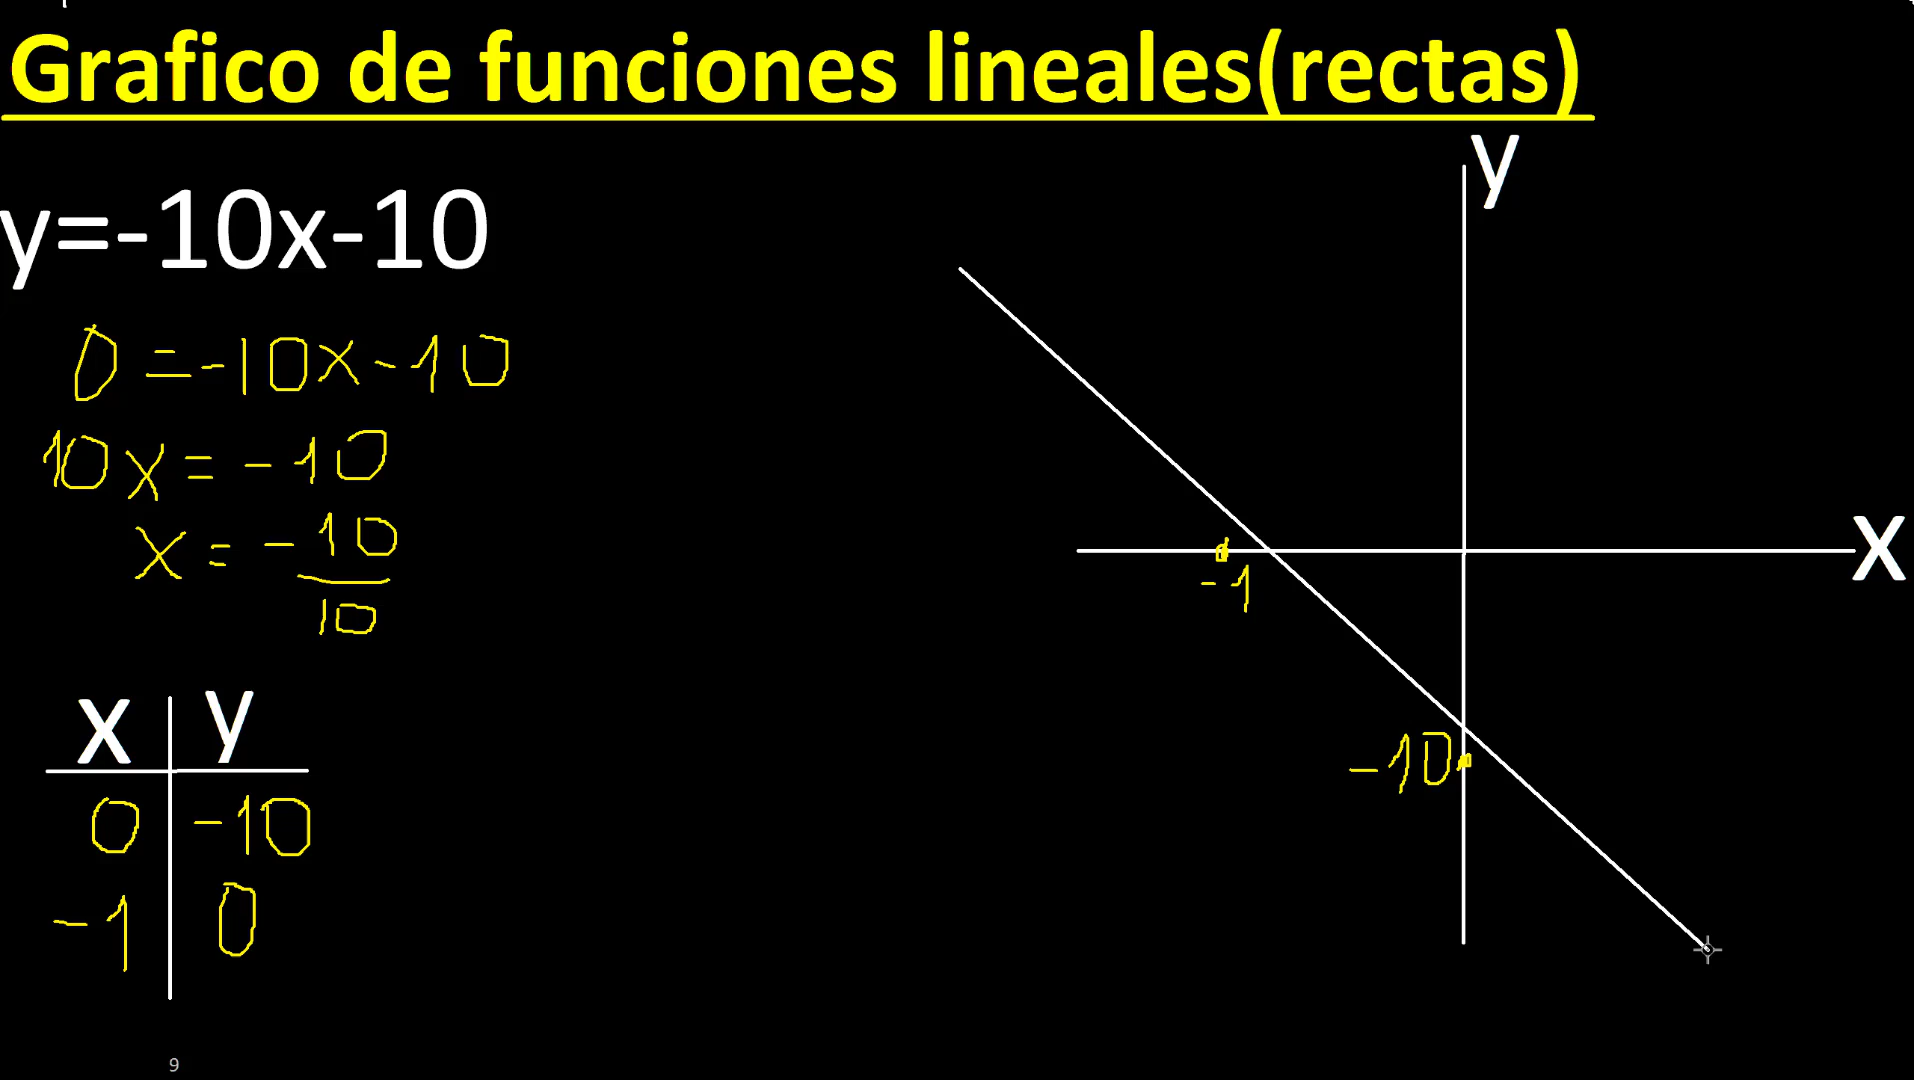 Grafico de funciones lineales(rectas)
y=-10x-10
0=-10x-10
10x=-10
x=-10
10
x y
0 -10
-1 0
y
x
-1
-10
9